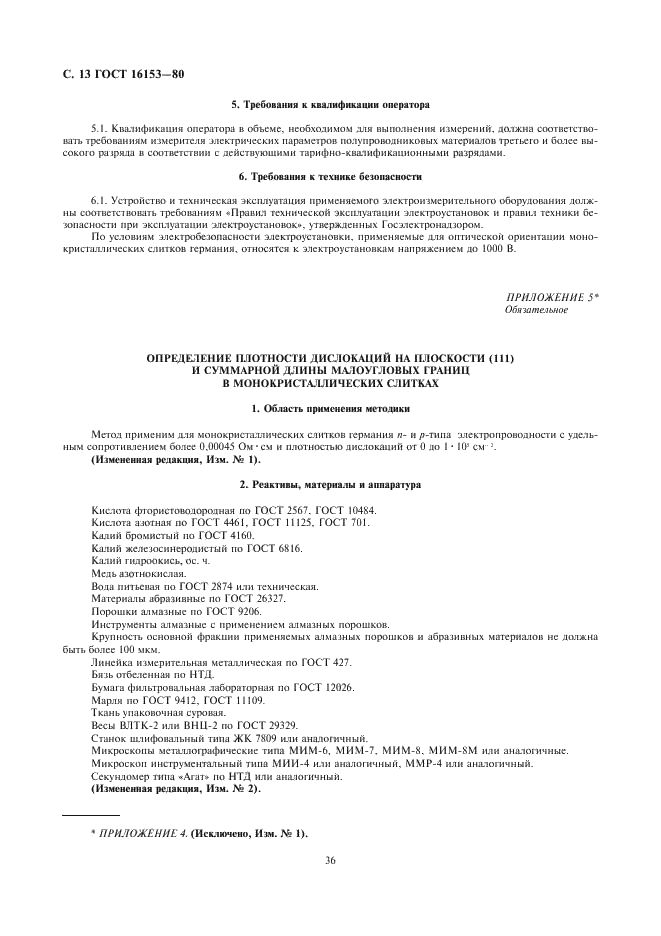 С. 13 ГОСТ 16153—80
5. Требования к квалификации оператора
5.1. Квалификация оператора в объеме, необходимом для выполнения измерений, должна соответство-
вать требованиям измерителя электрических параметров полупроводниковых материалов третьего и более вы-
сокого разряда в соответствии с действующими тарифно-квалификационными разрядами.
6. Требования к технике безопасности
6.1. Устройство и техническая эксплуатация применяемого электроизмерительного оборудования долж-
ны соответствовать требованиям «Правил технической эксплуатации электроустановок и правил техники бе-
зопасности при эксплуатации электроустановок», утвержденных Госэлектронадзором.
По условиям электробезопасности электроустановки, применяемые для оптической ориентации моно-
кристаллических слитков германия, относятся к электроустановкам напряжением до 1000 В.
ПРИЛОЖЕНИЕ 5*
Обязательное
ОПРЕДЕЛЕНИЕ ПЛОТНОСТИ ДИСЛОКАЦИЙ НА ПЛОСКОСТИ (111)
И СУММАРНОЙ ДЛИНЫ МАЛОУГЛОВЫХ ГРАНИЦ
В МОНОКРИСТАЛЛИЧЕСКИХ СЛИТКАХ
1. Область применения методики
Метод применим для монокристаллических слитков германия n- и p-типа электропроводности с удель-
ным сопротивлением более 0,00045 Ом·см и плотностью дислокаций от 0 до 1·10⁵ см⁻².
(Измененная редакция, Изм. № 1).
2. Реактивы, материалы и аппаратура
Кислота фтористоводородная по ГОСТ 2567, ГОСТ 10484.
Кислота азотная по ГОСТ 4461, ГОСТ 11125, ГОСТ 701.
Калий бромистый по ГОСТ 4160.
Калий железосинеродистый по ГОСТ 6816.
Калий гидроокись, ос. ч.
Медь азотнокислая.
Вода питьевая по ГОСТ 2874 или техническая.
Материалы абразивные по ГОСТ 26327.
Порошки алмазные по ГОСТ 9206.
Инструменты алмазные с применением алмазных порошков.
Крупность основной фракции применяемых алмазных порошков и абразивных материалов не должна
быть более 100 мкм.
Линейка измерительная металлическая по ГОСТ 427.
Бязь отбеленная по НТД.
Бумага фильтровальная лабораторная по ГОСТ 12026.
Марля по ГОСТ 9412, ГОСТ 11109.
Ткань упаковочная суровая.
Весы ВЛТК-2 или ВНЦ-2 по ГОСТ 29329.
Станок шлифовальный типа ЖК 7809 или аналогичный.
Микроскопы металлографические типа МИМ-6, МИМ-7, МИМ-8, МИМ-8М или аналогичные.
Микроскоп инструментальный типа МИИ-4 или аналогичный, ММР-4 или аналогичный.
Секундомер типа «Агат» по НТД или аналогичный.
(Измененная редакция, Изм. № 2).
* ПРИЛОЖЕНИЕ 4. (Исключено, Изм. № 1).
36